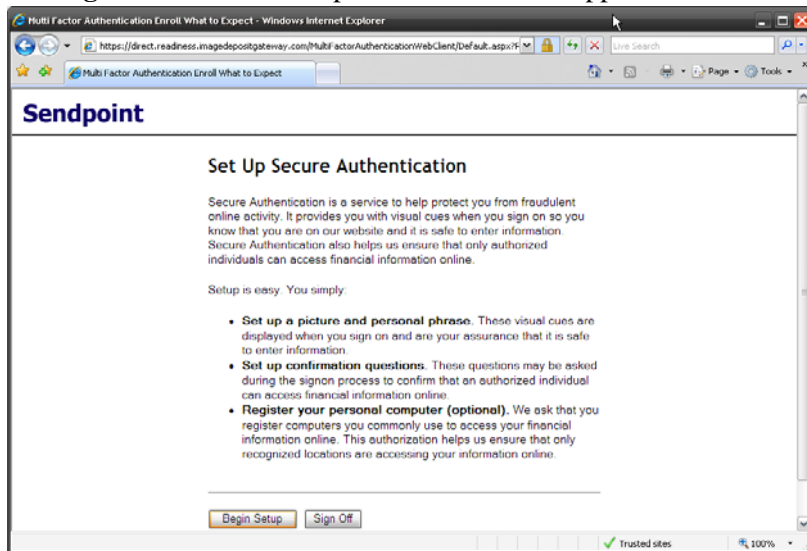 Multi Factor Authentication Enroll What to Expect - Windows Internet Explorer
https://direct.readiness.imagedepositgateway.com/MultiFactorAuthenticationWebClient/Default.aspx?F
Live Search
Multi Factor Authentication Enroll What to Expect
Page
Tools
Sendpoint
Set Up Secure Authentication
Secure Authentication is a service to help protect you from fraudulent
online activity. It provides you with visual cues when you sign on so you
know that you are on our website and it is safe to enter information.
Secure Authentication also helps us ensure that only authorized
individuals can access financial information online.
Setup is easy. You simply:
• Set up a picture and personal phrase. These visual cues are
displayed when you sign on and are your assurance that it is safe
to enter information.
• Set up confirmation questions. These questions may be asked
during the signon process to confirm that an authorized individual
can access financial information online.
• Register your personal computer (optional). We ask that you
register computers you commonly use to access your financial
information online. This authorization helps us ensure that only
recognized locations are accessing your information online.
Begin Setup Sign Off
Trusted sites 100%